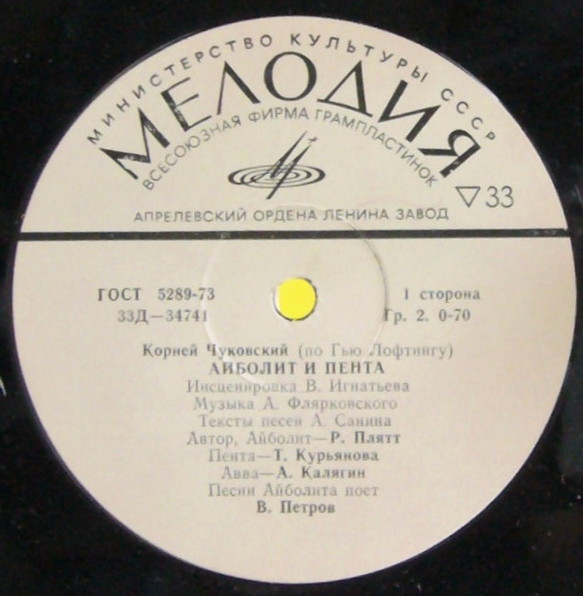 МИНИСТЕРСТВО КУЛЬТУРЫ СССР
МЕЛОДИЯ
ВСЕСОЮЗНАЯ ФИРМА ГРАМПЛАСТИНОК
▽33
АПРЕЛЕВСКИЙ ОРДЕНА ЛЕНИНА ЗАВОД
ГОСТ 5289-73 1 сторона
33Д—34741 Гр. 2. 0-70
Корней Чуковский (по Гью Лофтингу)
АЙБОЛИТ И ПЕНТА
Инсценировка В. Игнатьева
Музыка А. Флярковского
Тексты песен А. Санина
Автор, Айболит—Р. Плятт
Пента—Т. Курьянова
Авва—А. Калягин
Песни Айболита поет
В. Петров